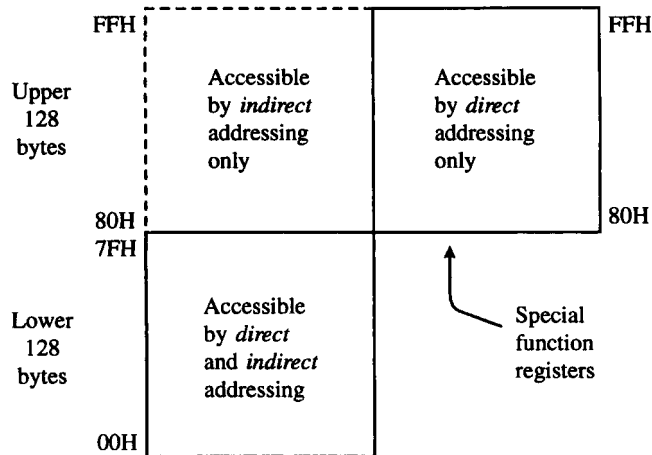 FFH
FFH
Upper
128
bytes
Accessible
by indirect
addressing
only
Accessible
by direct
addressing
only
80H
80H
7FH
Lower
128
bytes
Accessible
by direct
and indirect
addressing
Special
function
registers
00H